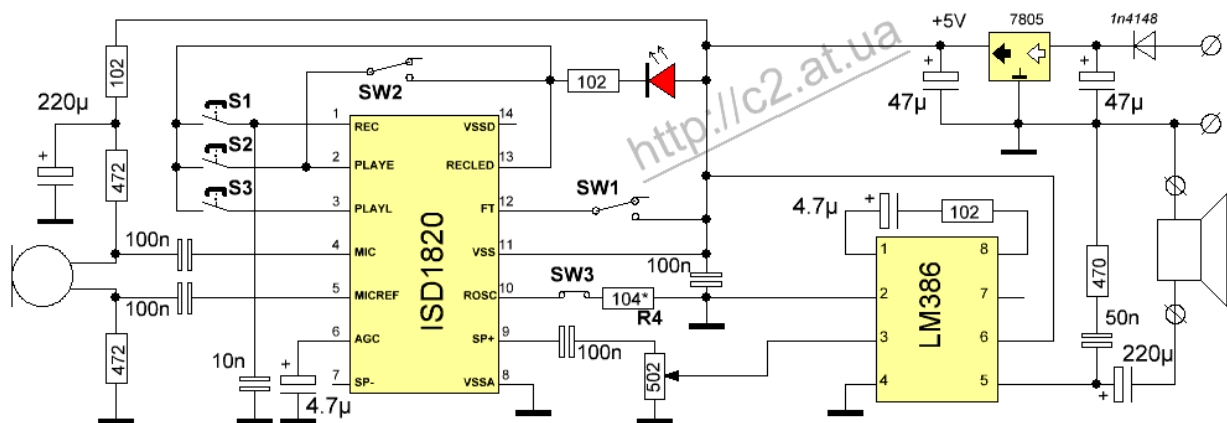 +5V
7805
1n4148
102
220µ
+
S1
S2
S3
SW2
102
http://c2.at.ua
+
47µ
+
47µ
472
1
REC
VSSD
14
2
PLAYE
RECLED
13
3
PLAYL
FT
12
4
MIC
VSS
11
5
MICREF
ROSC
10
6
AGC
SP+
9
7
SP-
VSSA
8
ISD1820
SW1
100n
100n
472
10n
+
4.7µ
SW3
104*
R4
100n
100n
502
4.7µ
+
102
1
8
2
7
3
6
4
5
LM386
470
50n
220µ
+